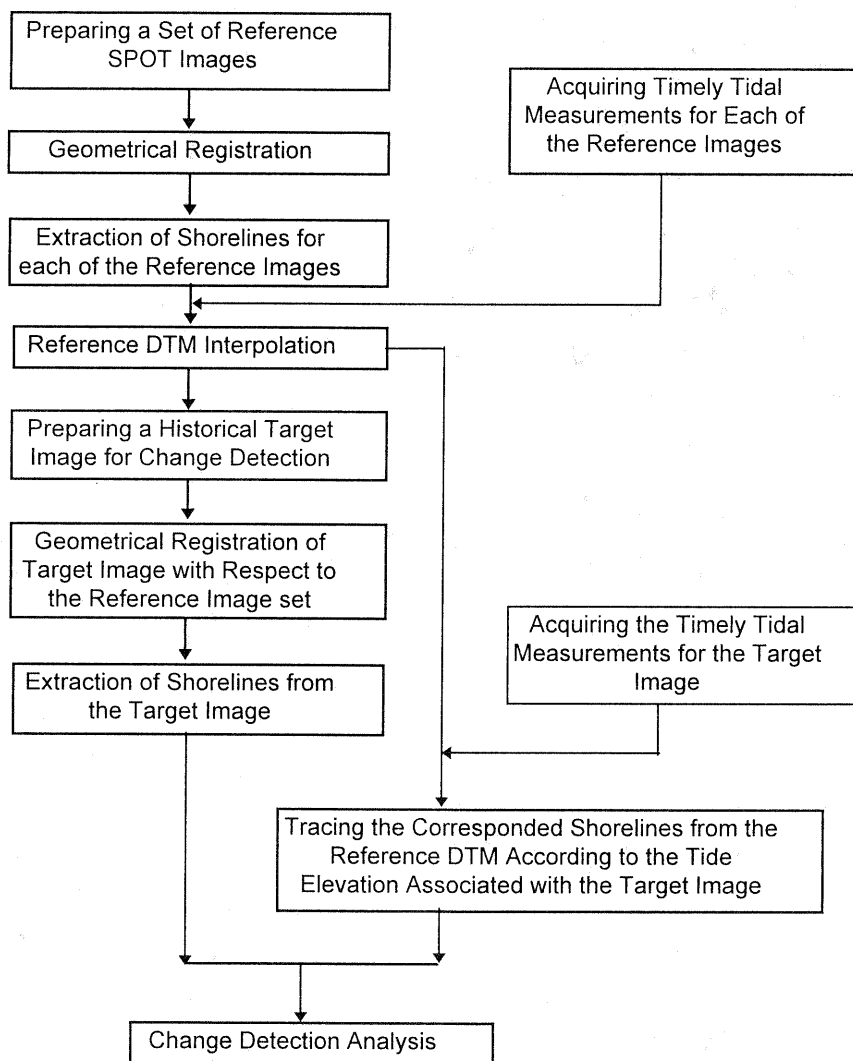 Preparing a Set of Reference
SPOT Images
Acquiring Timely Tidal
Measurements for Each of
the Reference Images
Geometrical Registration
Extraction of Shorelines for
each of the Reference Images
Reference DTM Interpolation
Preparing a Historical Target
Image for Change Detection
Geometrical Registration of
Target Image with Respect to
the Reference Image set
Acquiring the Timely Tidal
Measurements for the Target
Image
Extraction of Shorelines from
the Target Image
Tracing the Corresponded Shorelines from the
Reference DTM According to the Tide
Elevation Associated with the Target Image
Change Detection Analysis